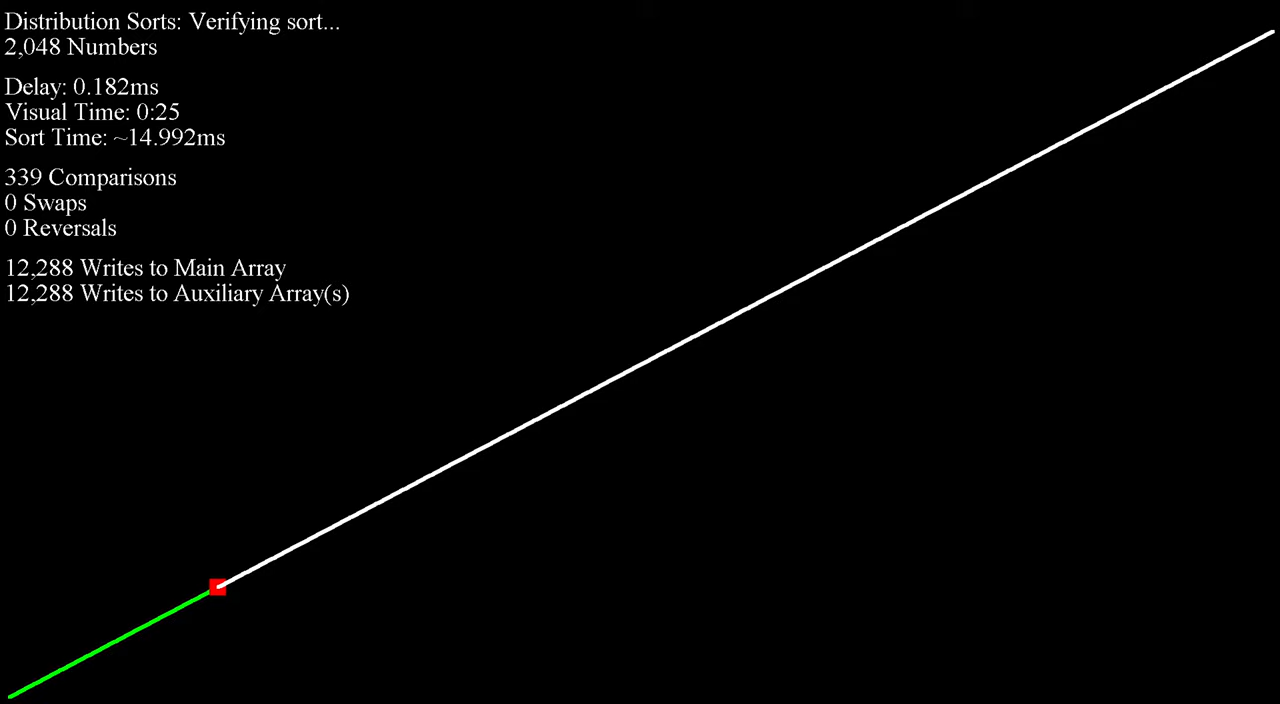 Distribution Sorts: Verifying sort...
2,048 Numbers
Delay: 0.182ms
Visual Time: 0:25
Sort Time: ~14.992ms
339 Comparisons
0 Swaps
0 Reversals
12,288 Writes to Main Array
12,288 Writes to Auxiliary Array(s)